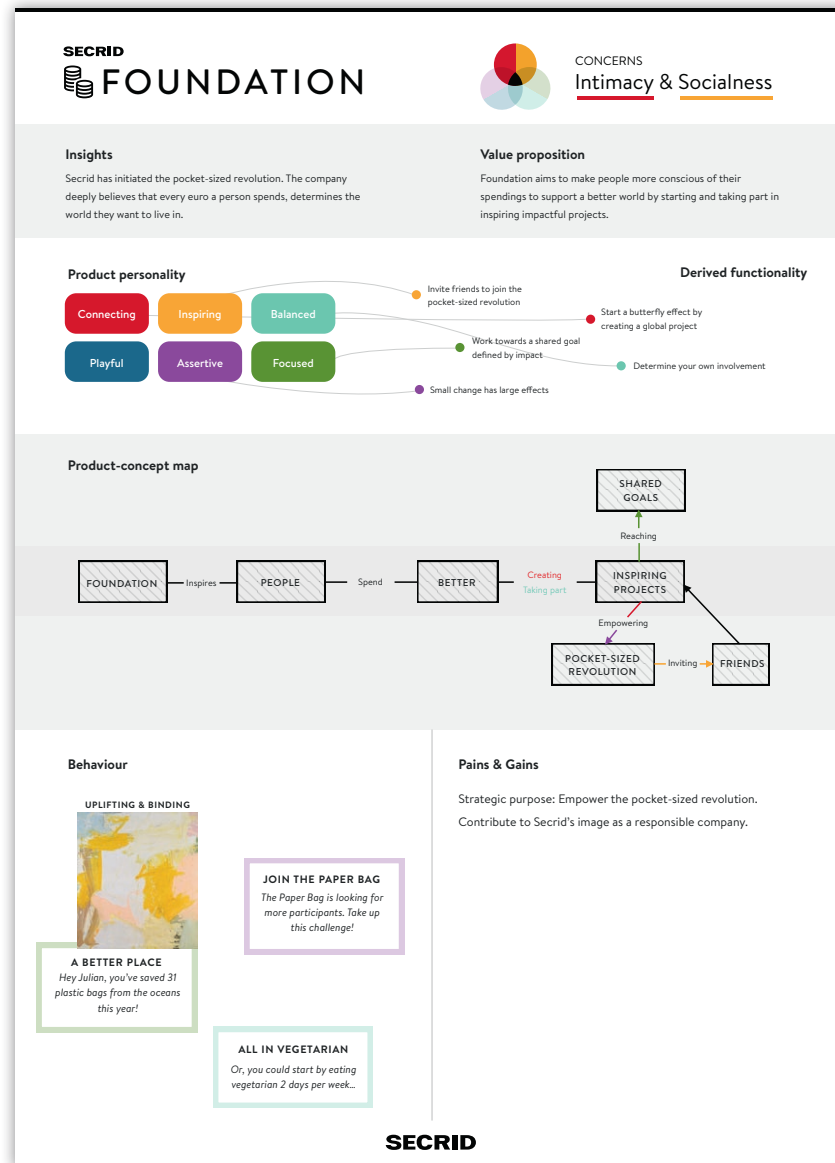 SECRID
FOUNDATION
CONCERNS
Intimacy & Socialness
Insights
Secrid has initiated the pocket-sized revolution. The company
deeply believes that every euro a person spends, determines the
world they want to live in.
Value proposition
Foundation aims to make people more conscious of their
spendings to support a better world by starting and taking part in
inspiring impactful projects.
Product personality
Derived functionality
Connecting
Inspiring
Balanced
Playful
Assertive
Focused
Invite friends to join the
pocket-sized revolution
Start a butterfly effect by
creating a global project
Work towards a shared goal
defined by impact
Determine your own involvement
Small change has large effects
Product-concept map
SHARED
GOALS
Reaching
FOUNDATION
Inspires
PEOPLE
Spend
BETTER
Creating
Taking part
INSPIRING
PROJECTS
Empowering
POCKET-SIZED
REVOLUTION
Inviting
FRIENDS
Behaviour
UPLIFTING & BINDING
JOIN THE PAPER BAG
The Paper Bag is looking for
more participants. Take up
this challenge!
A BETTER PLACE
Hey Julian, you've saved 31
plastic bags from the oceans
this year!
ALL IN VEGETARIAN
Or, you could start by eating
vegetarian 2 days per week...
Pains & Gains
Strategic purpose: Empower the pocket-sized revolution.
Contribute to Secrid's image as a responsible company.
SECRID